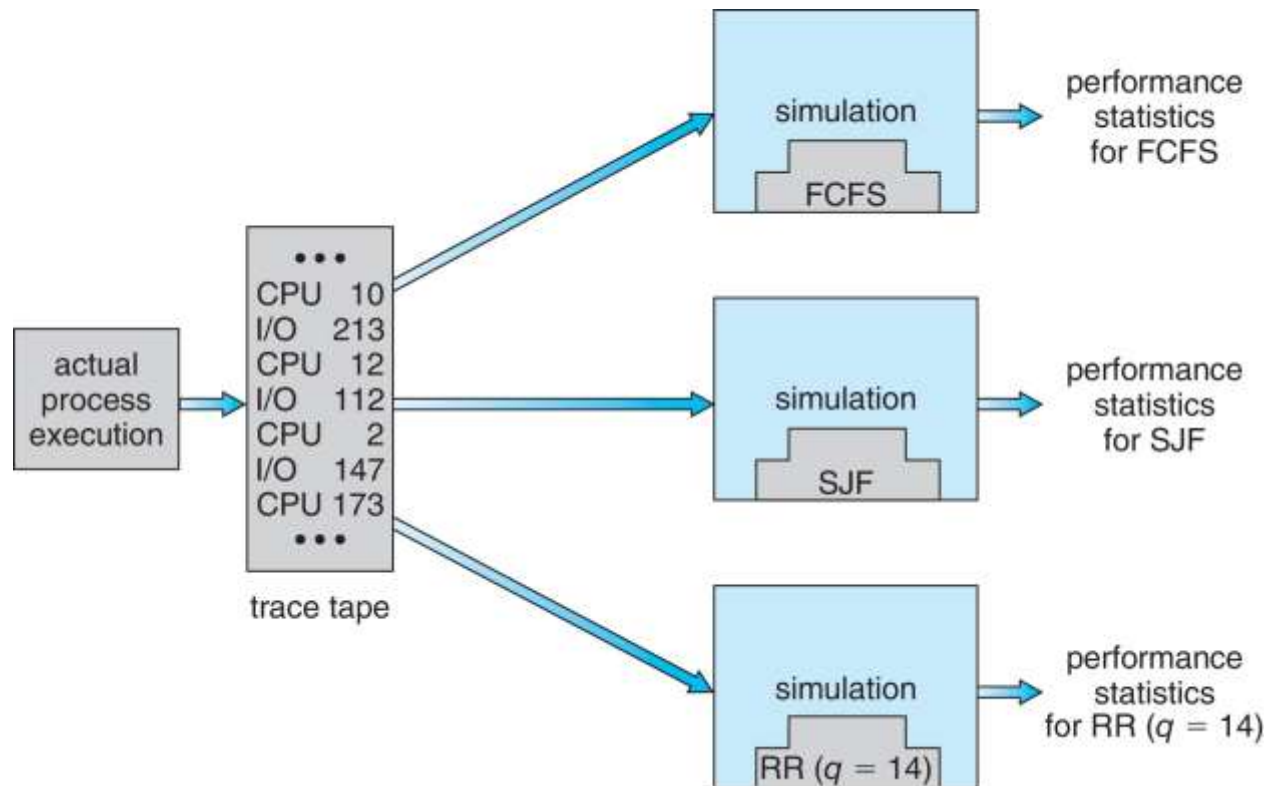 actual
process
execution
•••
CPU 10
I/O 213
CPU 12
I/O 112
CPU 2
I/O 147
CPU 173
•••
trace tape
simulation
FCFS
performance
statistics
for FCFS
simulation
SJF
performance
statistics
for SJF
simulation
RR (q = 14)
performance
statistics
for RR (q = 14)